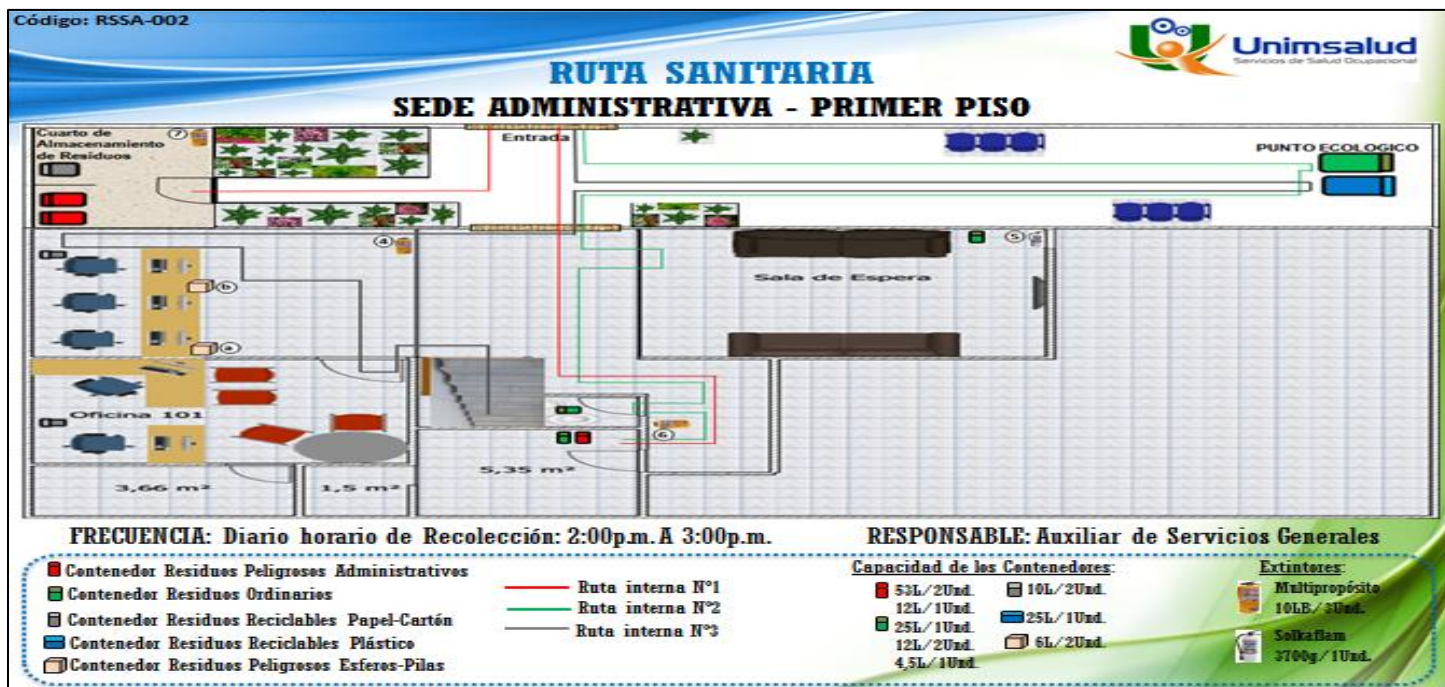 Código: RSSA-002
Unimsalud
Servicios de Salud Ocupacional
RUTA SANITARIA
SEDE ADMINISTRATIVA - PRIMER PISO
Cuarto de
Almacenamiento
de Residuos
7
Entrada
PUNTO ECOLOGICO
4
5
b
Sala de Espera
a
Oficina 101
6
5,35 m²
3,66 m²
1,5 m²
FRECUENCIA: Diario horario de Recolección: 2:00p.m. A 3:00p.m.
RESPONSABLE: Auxiliar de Servicios Generales
Contenedor Residuos Peligrosos Administrativos
Contenedor Residuos Ordinarios
Contenedor Residuos Reciclables Papel-Cartón
Contenedor Residuos Reciclables Plástico
Contenedor Residuos Peligrosos Esferos-Pilas
Ruta interna N°1
Ruta interna N°2
Ruta interna N°3
Capacidad de los Contenedores:
53L/2Und.
12L/1Und.
25L/1Und.
12L/2Und.
4,5L/1Und.
10L/2Und.
25L/1Und.
6L/2Und.
Extintores:
Multipropósito
10LB/3Und.
Solkaflam
3700g/1Und.